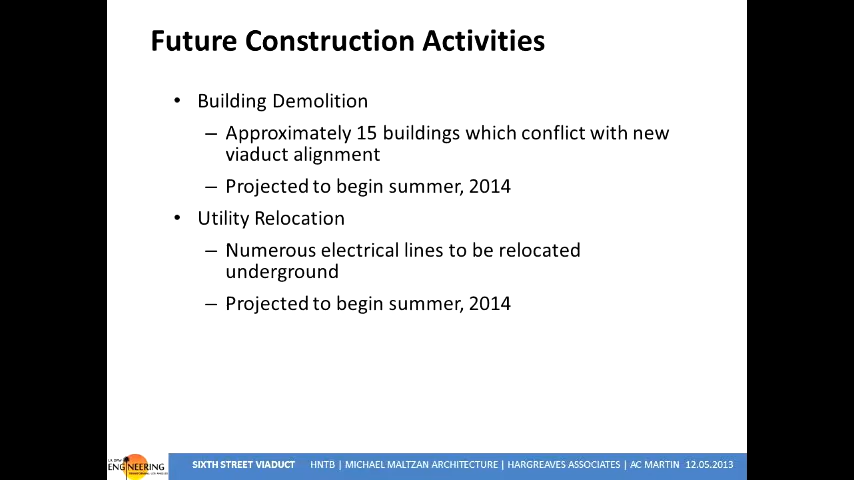 Future Construction Activities
• Building Demolition
– Approximately 15 buildings which conflict with new
viaduct alignment
– Projected to begin summer, 2014
• Utility Relocation
– Numerous electrical lines to be relocated
underground
– Projected to begin summer, 2014
ENGINEERING
SIXTH STREET VIADUCT HNTB | MICHAEL MALTZAN ARCHITECTURE | HARGREAVES ASSOCIATES | AC MARTIN 12.05.2013